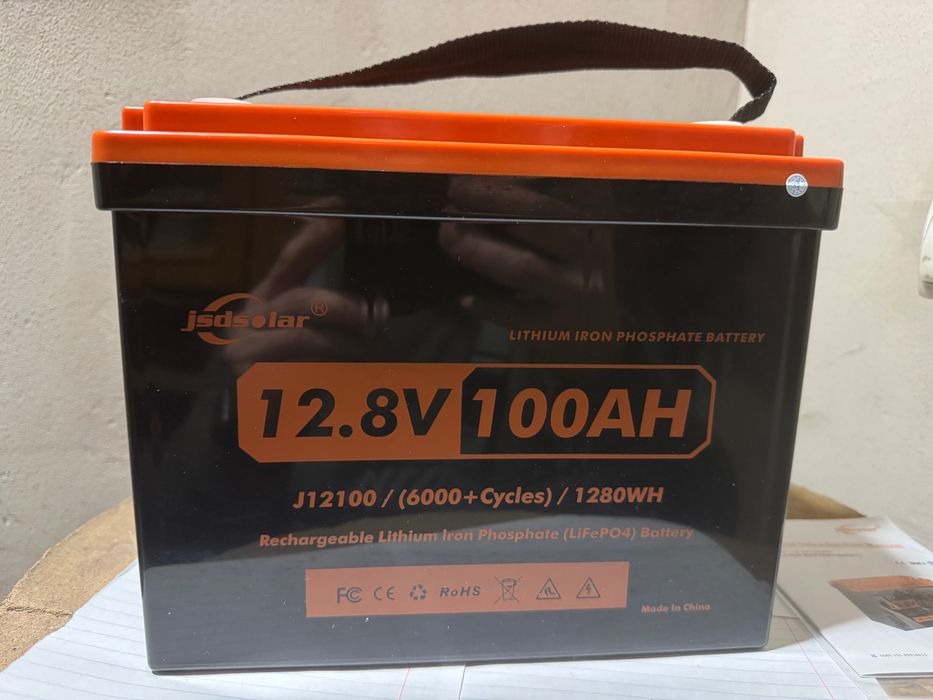 jsdsolar®
LITHIUM IRON PHOSPHATE BATTERY
12.8V 100AH
J12100 / (6000+Cycles) / 1280WH
Rechargeable Lithium Iron Phosphate (LiFePO4) Battery
FC CE RoHS
Made In China